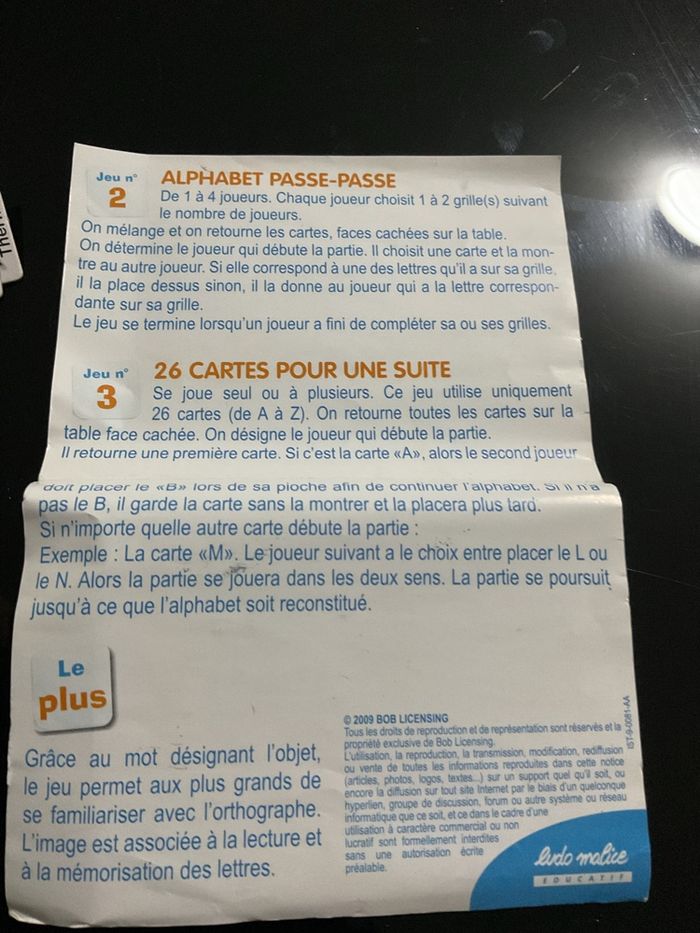 Jeu n°
2
ALPHABET PASSE-PASSE
De 1 à 4 joueurs. Chaque joueur choisit 1 à 2 grille(s) suivant
le nombre de joueurs.
On mélange et on retourne les cartes, faces cachées sur la table.
On détermine le joueur qui débute la partie. Il choisit une carte et la mon-
tre au autre joueur. Si elle correspond à une des lettres qu'il a sur sa grille,
il la place dessus sinon, il la donne au joueur qui a la lettre correspon-
dante sur sa grille.
Le jeu se termine lorsqu'un joueur a fini de compléter sa ou ses grilles.
Jeu n°
3
26 CARTES POUR UNE SUITE
Se joue seul ou à plusieurs. Ce jeu utilise uniquement
26 cartes (de A à Z). On retourne toutes les cartes sur la
table face cachée. On désigne le joueur qui débute la partie.
Il retourne une première carte. Si c'est la carte «A», alors le second joueur
doit placer le «B» lors de sa pioche afin de continuer l'alphabet. Si il n'a
pas le B, il garde la carte sans la montrer et la placera plus tard.
Si n'importe quelle autre carte débute la partie :
Exemple : La carte «M». Le joueur suivant a le choix entre placer le L ou
le N. Alors la partie se jouera dans les deux sens. La partie se poursuit
jusqu'à ce que l'alphabet soit reconstitué.
Le
plus
Grâce au mot désignant l'objet,
le jeu permet aux plus grands de
se familiariser avec l'orthographe.
L'image est associée à la lecture et
à la mémorisation des lettres.
© 2009 BOB LICENSING
Tous les droits de reproduction et de représentation sont réservés et la
propriété exclusive de Bob Licensing.
L'utilisation, la reproduction, la transmission, modification, rediffusion
ou vente de toutes les informations reproduites dans cette notice
(articles, photos, logos, textes...) sur un support quel qu'il soit, ou
encore la diffusion sur tout site Internet par le biais d'un quelconque
hyperlien, groupe de discussion, forum ou autre système ou réseau
informatique que ce soit, et ce dans le cadre d'une
utilisation à caractère commercial ou non
lucratif sont formellement interdites
sans une autorisation écrite
préalable.
IST-9-0081-AA
ludo malice
EDUCATIF